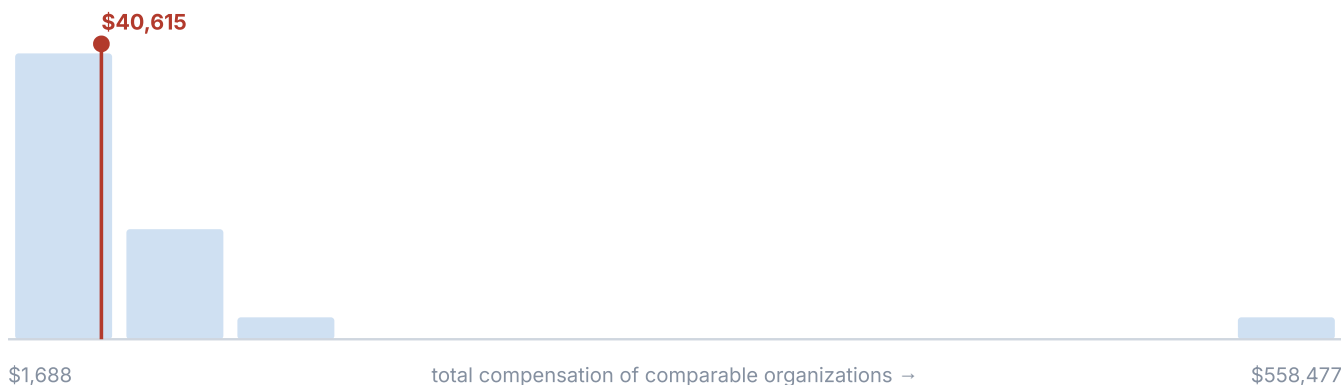 $40,615
$1,688
total compensation of comparable organizations →
$558,477